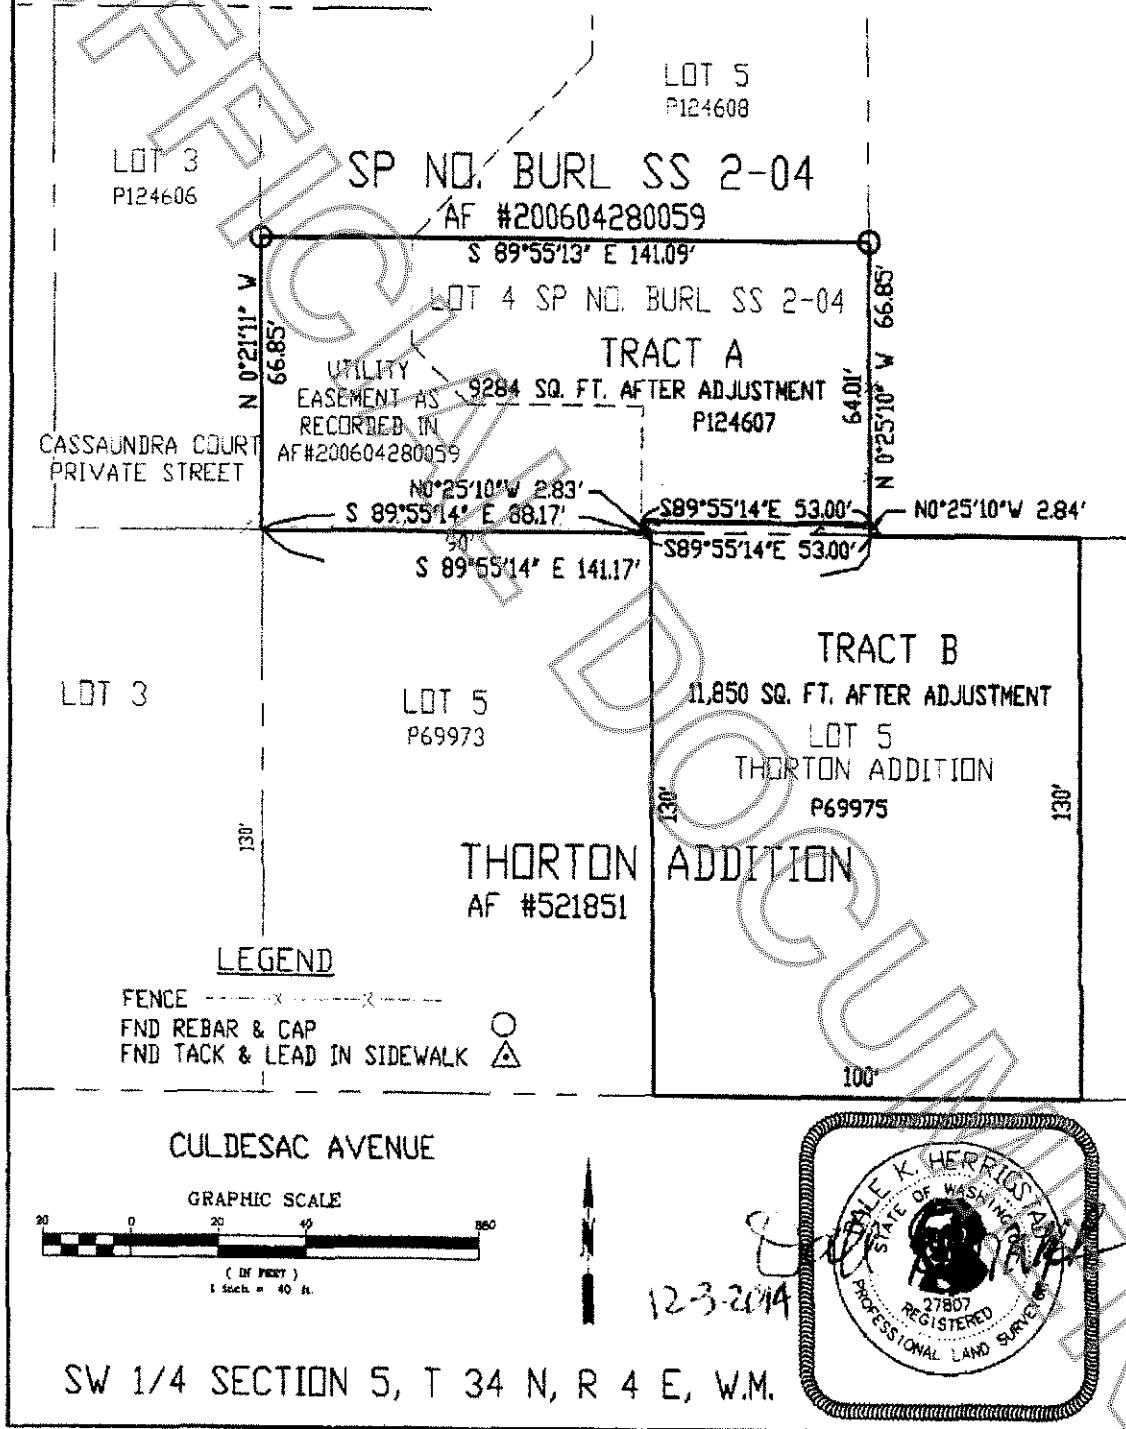 LOT 5
P124608
LOT 3
P124606
SP NO. BURL SS 2-04
AF #200604280059
S 89°55'13" E 141.09'
N 0°21'11" W
66.85'
LOT 4 SP NO. BURL SS 2-04
TRACT A
9284 SQ. FT. AFTER ADJUSTMENT
P124607
64.01'
N 0°25'10" W 66.85'
UTILITY
EASEMENT AS
RECORDED IN
AF#200604280059
CASSAUNDRA COURT
PRIVATE STREET
N0°25'10"W 2.83'
S 89°55'14" E 88.17'
S89°55'14"E 53.00'
N0°25'10"W 2.84'
90'
S89°55'14"E 53.00'
S 89°55'14" E 141.17'
TRACT B
11,850 SQ. FT. AFTER ADJUSTMENT
LOT 3
LOT 5
P69973
LOT 5
THORTON ADDITION
P69975
130'
130'
130'
THORTON ADDITION
AF #521851
LEGEND
FENCE
FND REBAR & CAP
FND TACK & LEAD IN SIDEWALK
100'
CULDESAC AVENUE
GRAPHIC SCALE
20 0 20 40 880
( IN FEET )
1 inch = 40 ft.
N
12-3-2014
DALE K. HERRIGSTAD
STATE OF WASHINGTON
27807
REGISTERED
PROFESSIONAL LAND SURVEYOR
SW 1/4 SECTION 5, T 34 N, R 4 E, W.M.